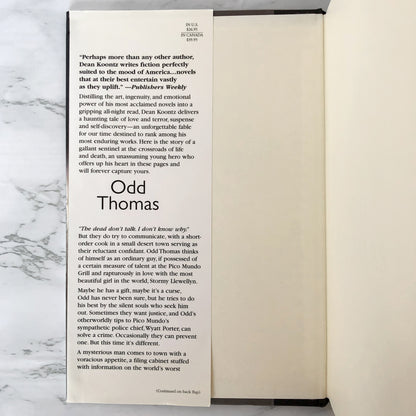 IN U.S.
$26.95
IN CANADA
$39.95
"Perhaps more than any other author,
Dean Koontz writes fiction perfectly
suited to the mood of America...novels
that at their best entertain vastly
as they uplift." —Publishers Weekly
Distilling the art, ingenuity, and emotional
power of his most acclaimed novels into a
gripping all-night read, Dean Koontz delivers
a haunting tale of love and terror, suspense
and self-discovery—an unforgettable fable
for our time destined to rank among his
most enduring works. Here is the story of a
gallant sentinel at the crossroads of life
and death, an unassuming young hero who
offers up his heart in these pages and
will forever capture yours.
Odd
Thomas
"The dead don't talk. I don't know why."
But they do try to communicate, with a short-
order cook in a small desert town serving as
their reluctant confidant. Odd Thomas thinks
of himself as an ordinary guy, if possessed
of a certain measure of talent at the Pico Mundo
Grill and rapturously in love with the most
beautiful girl in the world, Stormy Llewellyn.
Maybe he has a gift, maybe it's a curse,
Odd has never been sure, but he tries to do
his best by the silent souls who seek him
out. Sometimes they want justice, and Odd's
otherworldly tips to Pico Mundo's
sympathetic police chief, Wyatt Porter, can
solve a crime. Occasionally they can prevent
one. But this time it's different.
A mysterious man comes to town with a
voracious appetite, a filing cabinet stuffed
with information on the world's worst
(Continued on back flap)